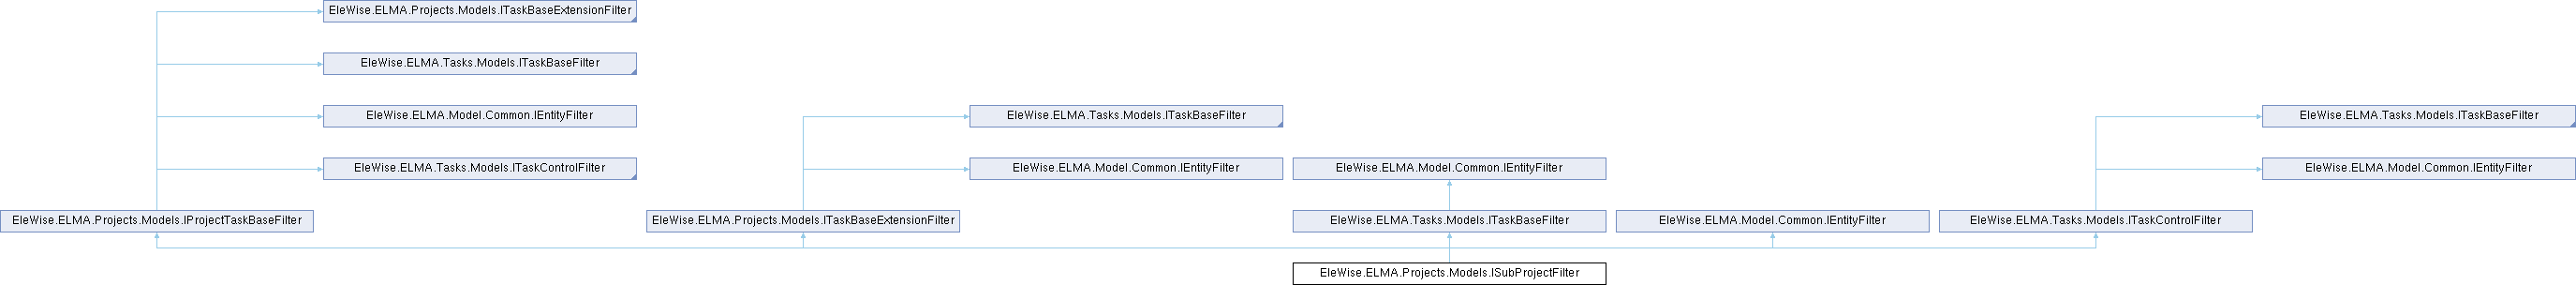 EleWise.ELMA.Projects.Models.ITaskBaseExtensionFilter
EleWise.ELMA.Tasks.Models.ITaskBaseFilter
EleWise.ELMA.Model.Common.IEntityFilter
EleWise.ELMA.Tasks.Models.ITaskBaseFilter
EleWise.ELMA.Tasks.Models.ITaskBaseFilter
EleWise.ELMA.Tasks.Models.ITaskControlFilter
EleWise.ELMA.Model.Common.IEntityFilter
EleWise.ELMA.Model.Common.IEntityFilter
EleWise.ELMA.Model.Common.IEntityFilter
EleWise.ELMA.Projects.Models.IProjectTaskBaseFilter
EleWise.ELMA.Projects.Models.ITaskBaseExtensionFilter
EleWise.ELMA.Tasks.Models.ITaskBaseFilter
EleWise.ELMA.Model.Common.IEntityFilter
EleWise.ELMA.Tasks.Models.ITaskControlFilter
EleWise.ELMA.Projects.Models.ISubProjectFilter